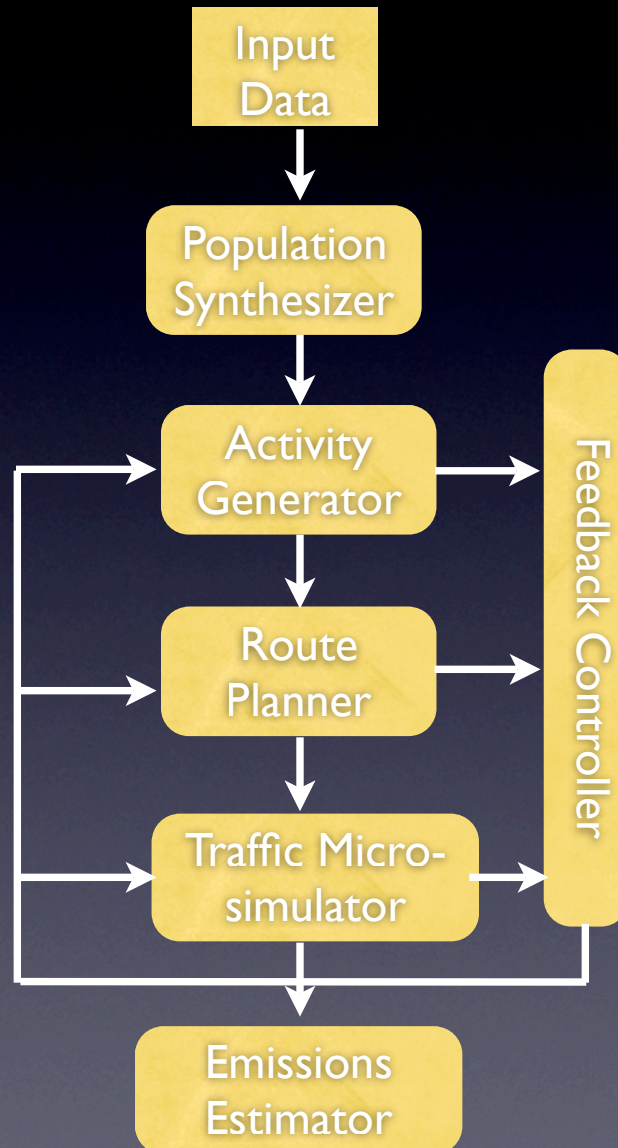 Input
Data
Population
Synthesizer
Activity
Generator
Feedback Controller
Route
Planner
Traffic Micro-
simulator
Emissions
Estimator